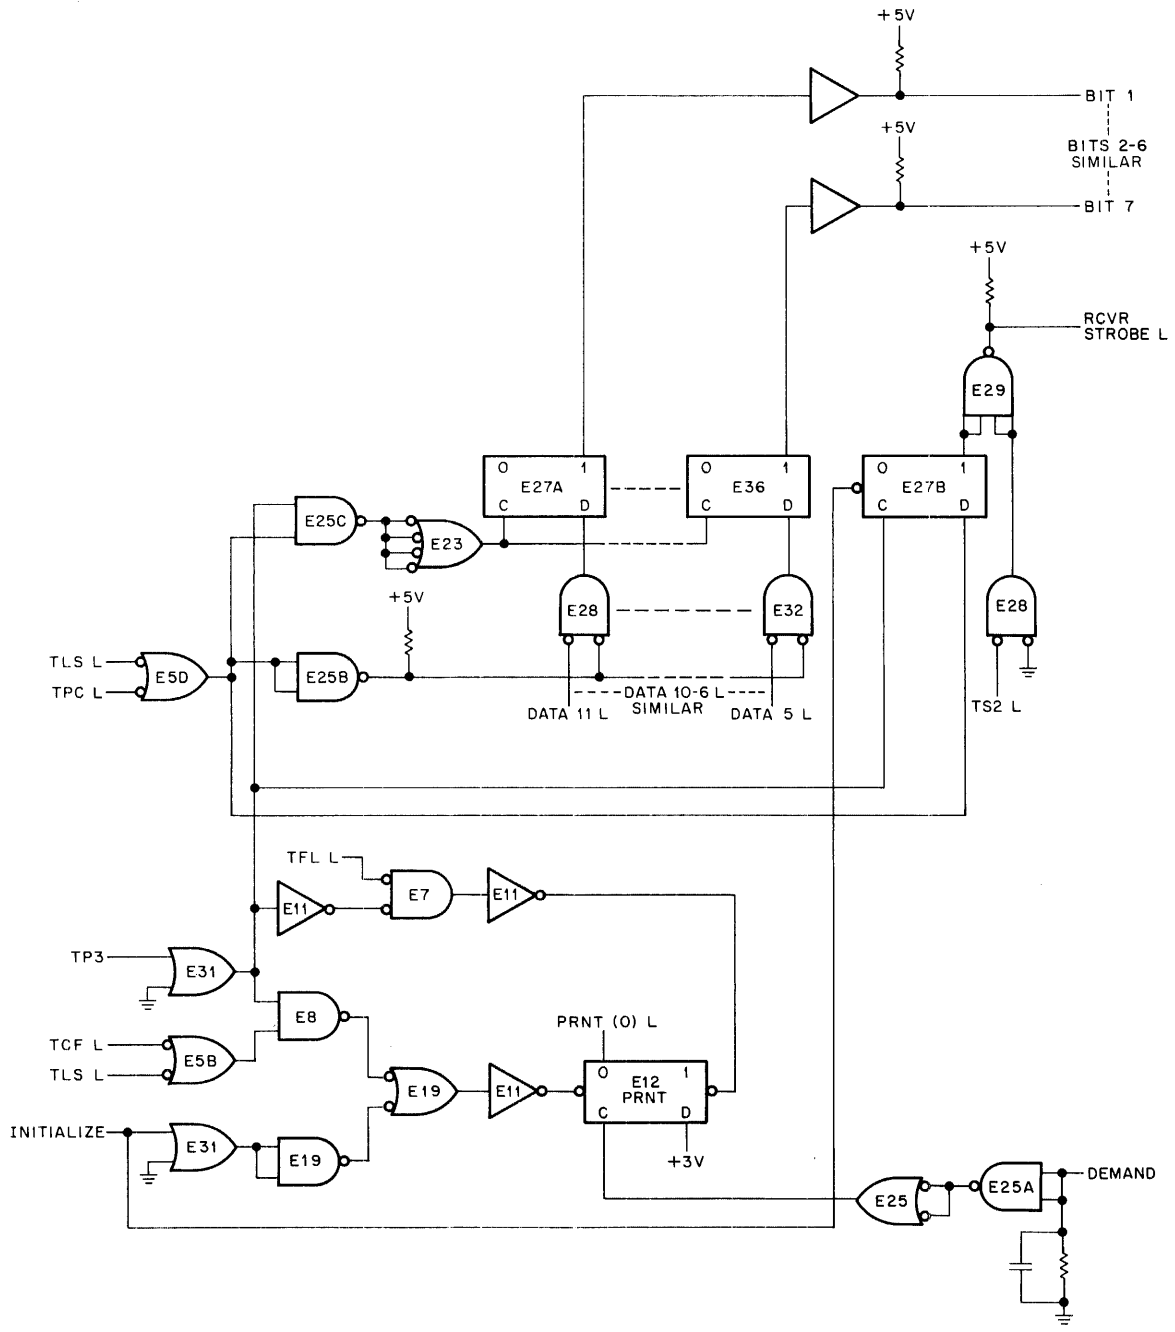 +5V
BIT 1
+5V
BITS 2-6
SIMILAR
BIT 7
+5V
RCVR
STROBE L
E29
O 1
E27A
C D
O 1
E36
C D
O 1
E27B
C D
E25C
E23
+5V
E28
E32
E28
TLS L
TPC L
E5D
E25B
DATA 10-6 L
SIMILAR
DATA 11 L
DATA 5 L
TS2 L
TFL L
E7
E11
E11
TP3
E31
E8
PRNT (0) L
TCF L
TLS L
E5B
E19
E11
O 1
E12
PRNT
C D
INITIALIZE
E31
E19
+3V
E25
E25A
DEMAND